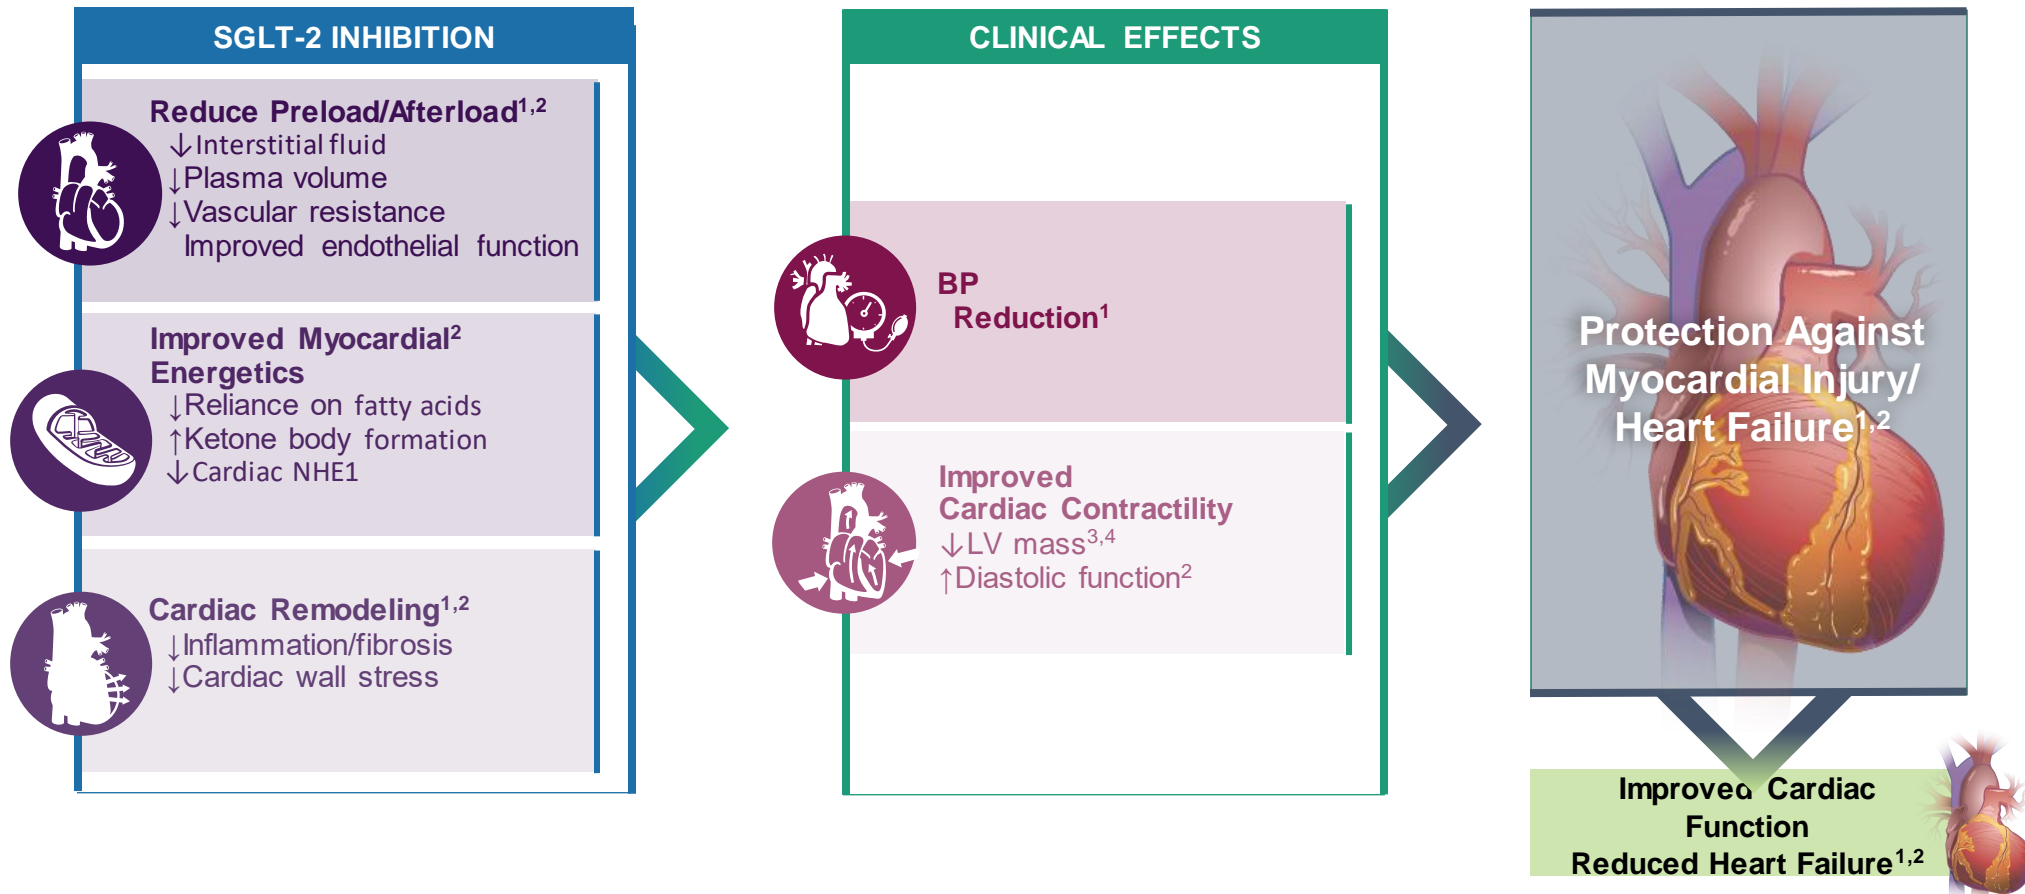 SGLT-2 INHIBITION
Reduce Preload/Afterload1,2
↓Interstitial fluid
↓Plasma volume
↓Vascular resistance
Improved endothelial function
Improved Myocardial2
Energetics
↓Reliance on fatty acids
↑Ketone body formation
↓Cardiac NHE1
Cardiac Remodeling1,2
↓Inflammation/fibrosis
↓Cardiac wall stress
CLINICAL EFFECTS
BP
Reduction1
Improved
Cardiac Contractility
↓LV mass3,4
↑Diastolic function2
Protection Against
Myocardial Injury/
Heart Failure1,2
Improved Cardiac
Function
Reduced Heart Failure1,2